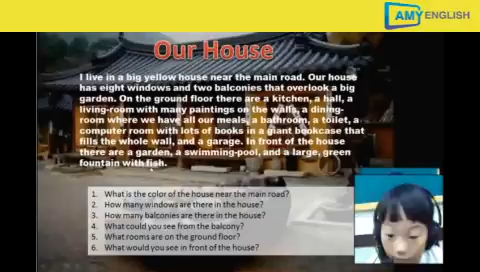 AMY ENGLISH
Our House
I live in a big yellow house near the main road. Our house
has eight windows and two balconies that overlook a big
garden. On the ground floor there are a kitchen, a hall, a
living-room with many paintings on the walls, a dining-
room where we have all our meals, a bathroom, a toilet, a
computer room with lots of books in a giant bookcase that
fills the whole wall, and a garage. In front of the house
there are a garden, a swimming-pool, and a large, green
fountain with fish.
1. What is the color of the house near the main road?
2. How many windows are there in the house?
3. How many balconies are there in the house?
4. What could you see from the balcony?
5. What rooms are on the ground floor?
6. What would you see in front of the house?